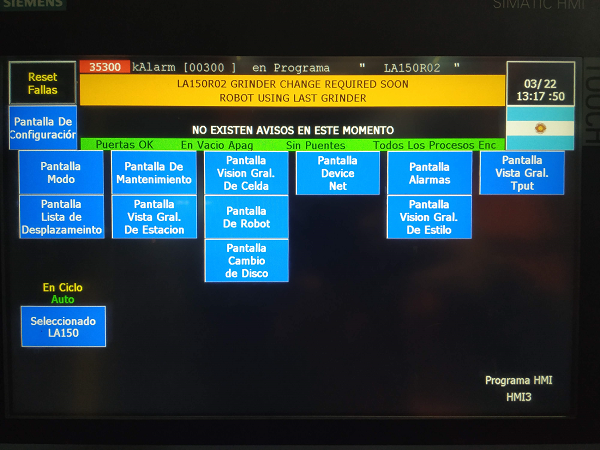 SIEMENS
SIMATIC HMI
TOUCH
Reset
Fallas
35300 kAlarm [00300 ] en Programa " LA150R02 "
LA150R02 GRINDER CHANGE REQUIRED SOON
ROBOT USING LAST GRINDER
03/22
13:17 :50
Pantalla De
Configuración
NO EXISTEN AVISOS EN ESTE MOMENTO
Puertas OK En Vacio Apag Sin Puentes Todos Los Procesos Enc
Pantalla
Modo
Pantalla De
Mantenimiento
Pantalla
Vision Gral.
De Celda
Pantalla
Device
Net
Pantalla
Alarmas
Pantalla
Vista Gral.
Tput
Pantalla
Lista de
Desplazameinto
Pantalla
Vista Gral.
De Estacion
Pantalla
De Robot
Pantalla
Vision Gral.
De Estilo
Pantalla
Cambio
de Disco
En Ciclo
Auto
Seleccionado
LA150
Programa HMI
HMI3